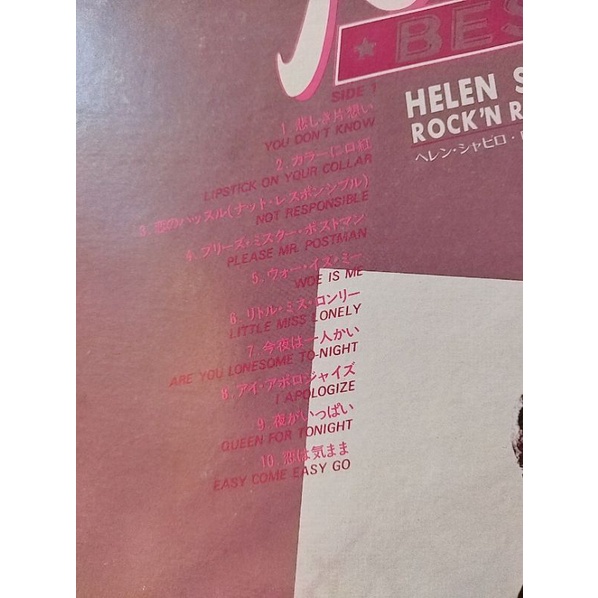 ★ BES
SIDE 1
HELEN S
ROCK'N R
ヘレン・シャピロ・
1. 悲しき片想い
YOU DON'T KNOW
2. カラーに口紅
LIPSTICK ON YOUR COLLAR
3. 恋のハッスル(ナット・レスポンシブル)
NOT RESPONSIBLE
4. プリーズ・ミスター・ポストマン
PLEASE MR. POSTMAN
5. ウォー・イズ・ミー
WOE IS ME
6. リトル・ミス・ロンリー
LITTLE MISS LONELY
7. 今夜は一人かい
ARE YOU LONESOME TO-NIGHT
8. アイ・アポロジャイズ
I APOLOGIZE
9. 夜がいっぱい
QUEEN FOR TONIGHT
10. 恋は気まま
EASY COME EASY GO